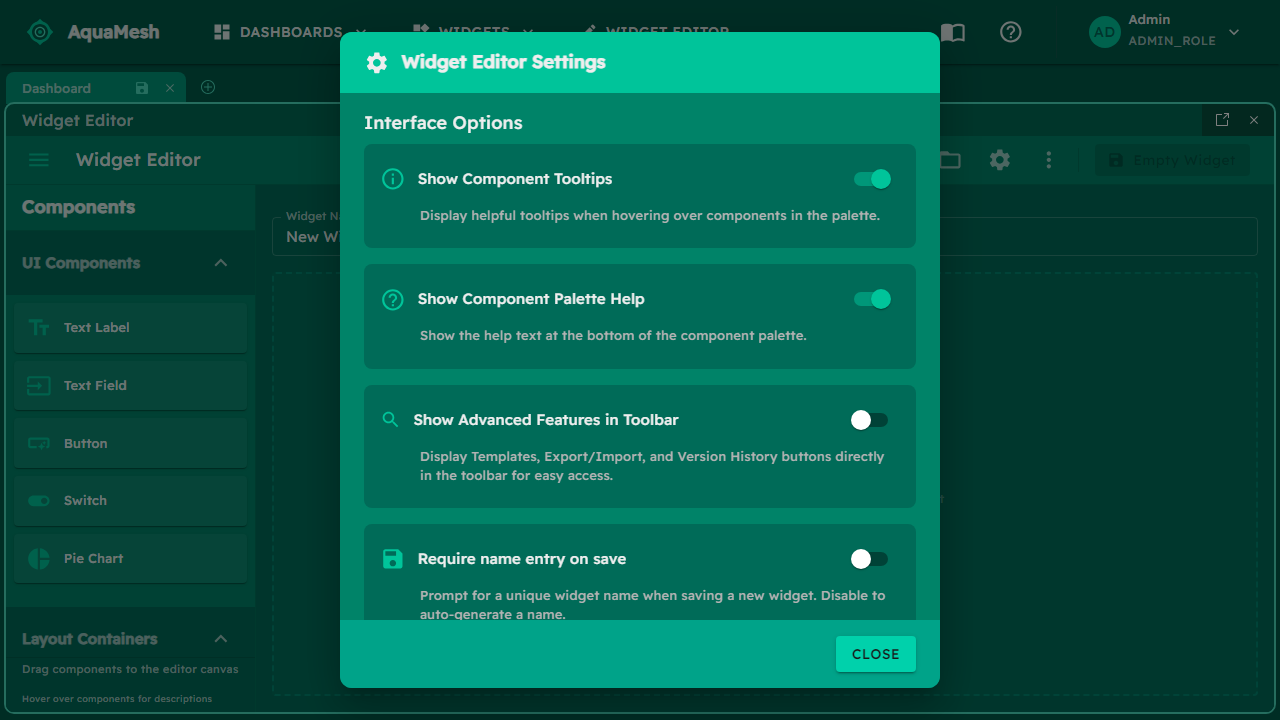 AquaMesh
DASHBOARDS
WIDGETS
WIDGET EDITOR
AD
Admin
ADMIN_ROLE
Dashboard
Widget Editor
Widget Editor
Empty Widget
Components
UI Components
Text Label
Text Field
Button
Switch
Pie Chart
Layout Containers
Drag components to the editor canvas
Hover over components for descriptions
Widget
New
Widget Editor Settings
Interface Options
Show Component Tooltips
Display helpful tooltips when hovering over components in the palette.
Show Component Palette Help
Show the help text at the bottom of the component palette.
Show Advanced Features in Toolbar
Display Templates, Export/Import, and Version History buttons directly
in the toolbar for easy access.
Require name entry on save
Prompt for a unique widget name when saving a new widget. Disable to
auto-generate a name.
CLOSE